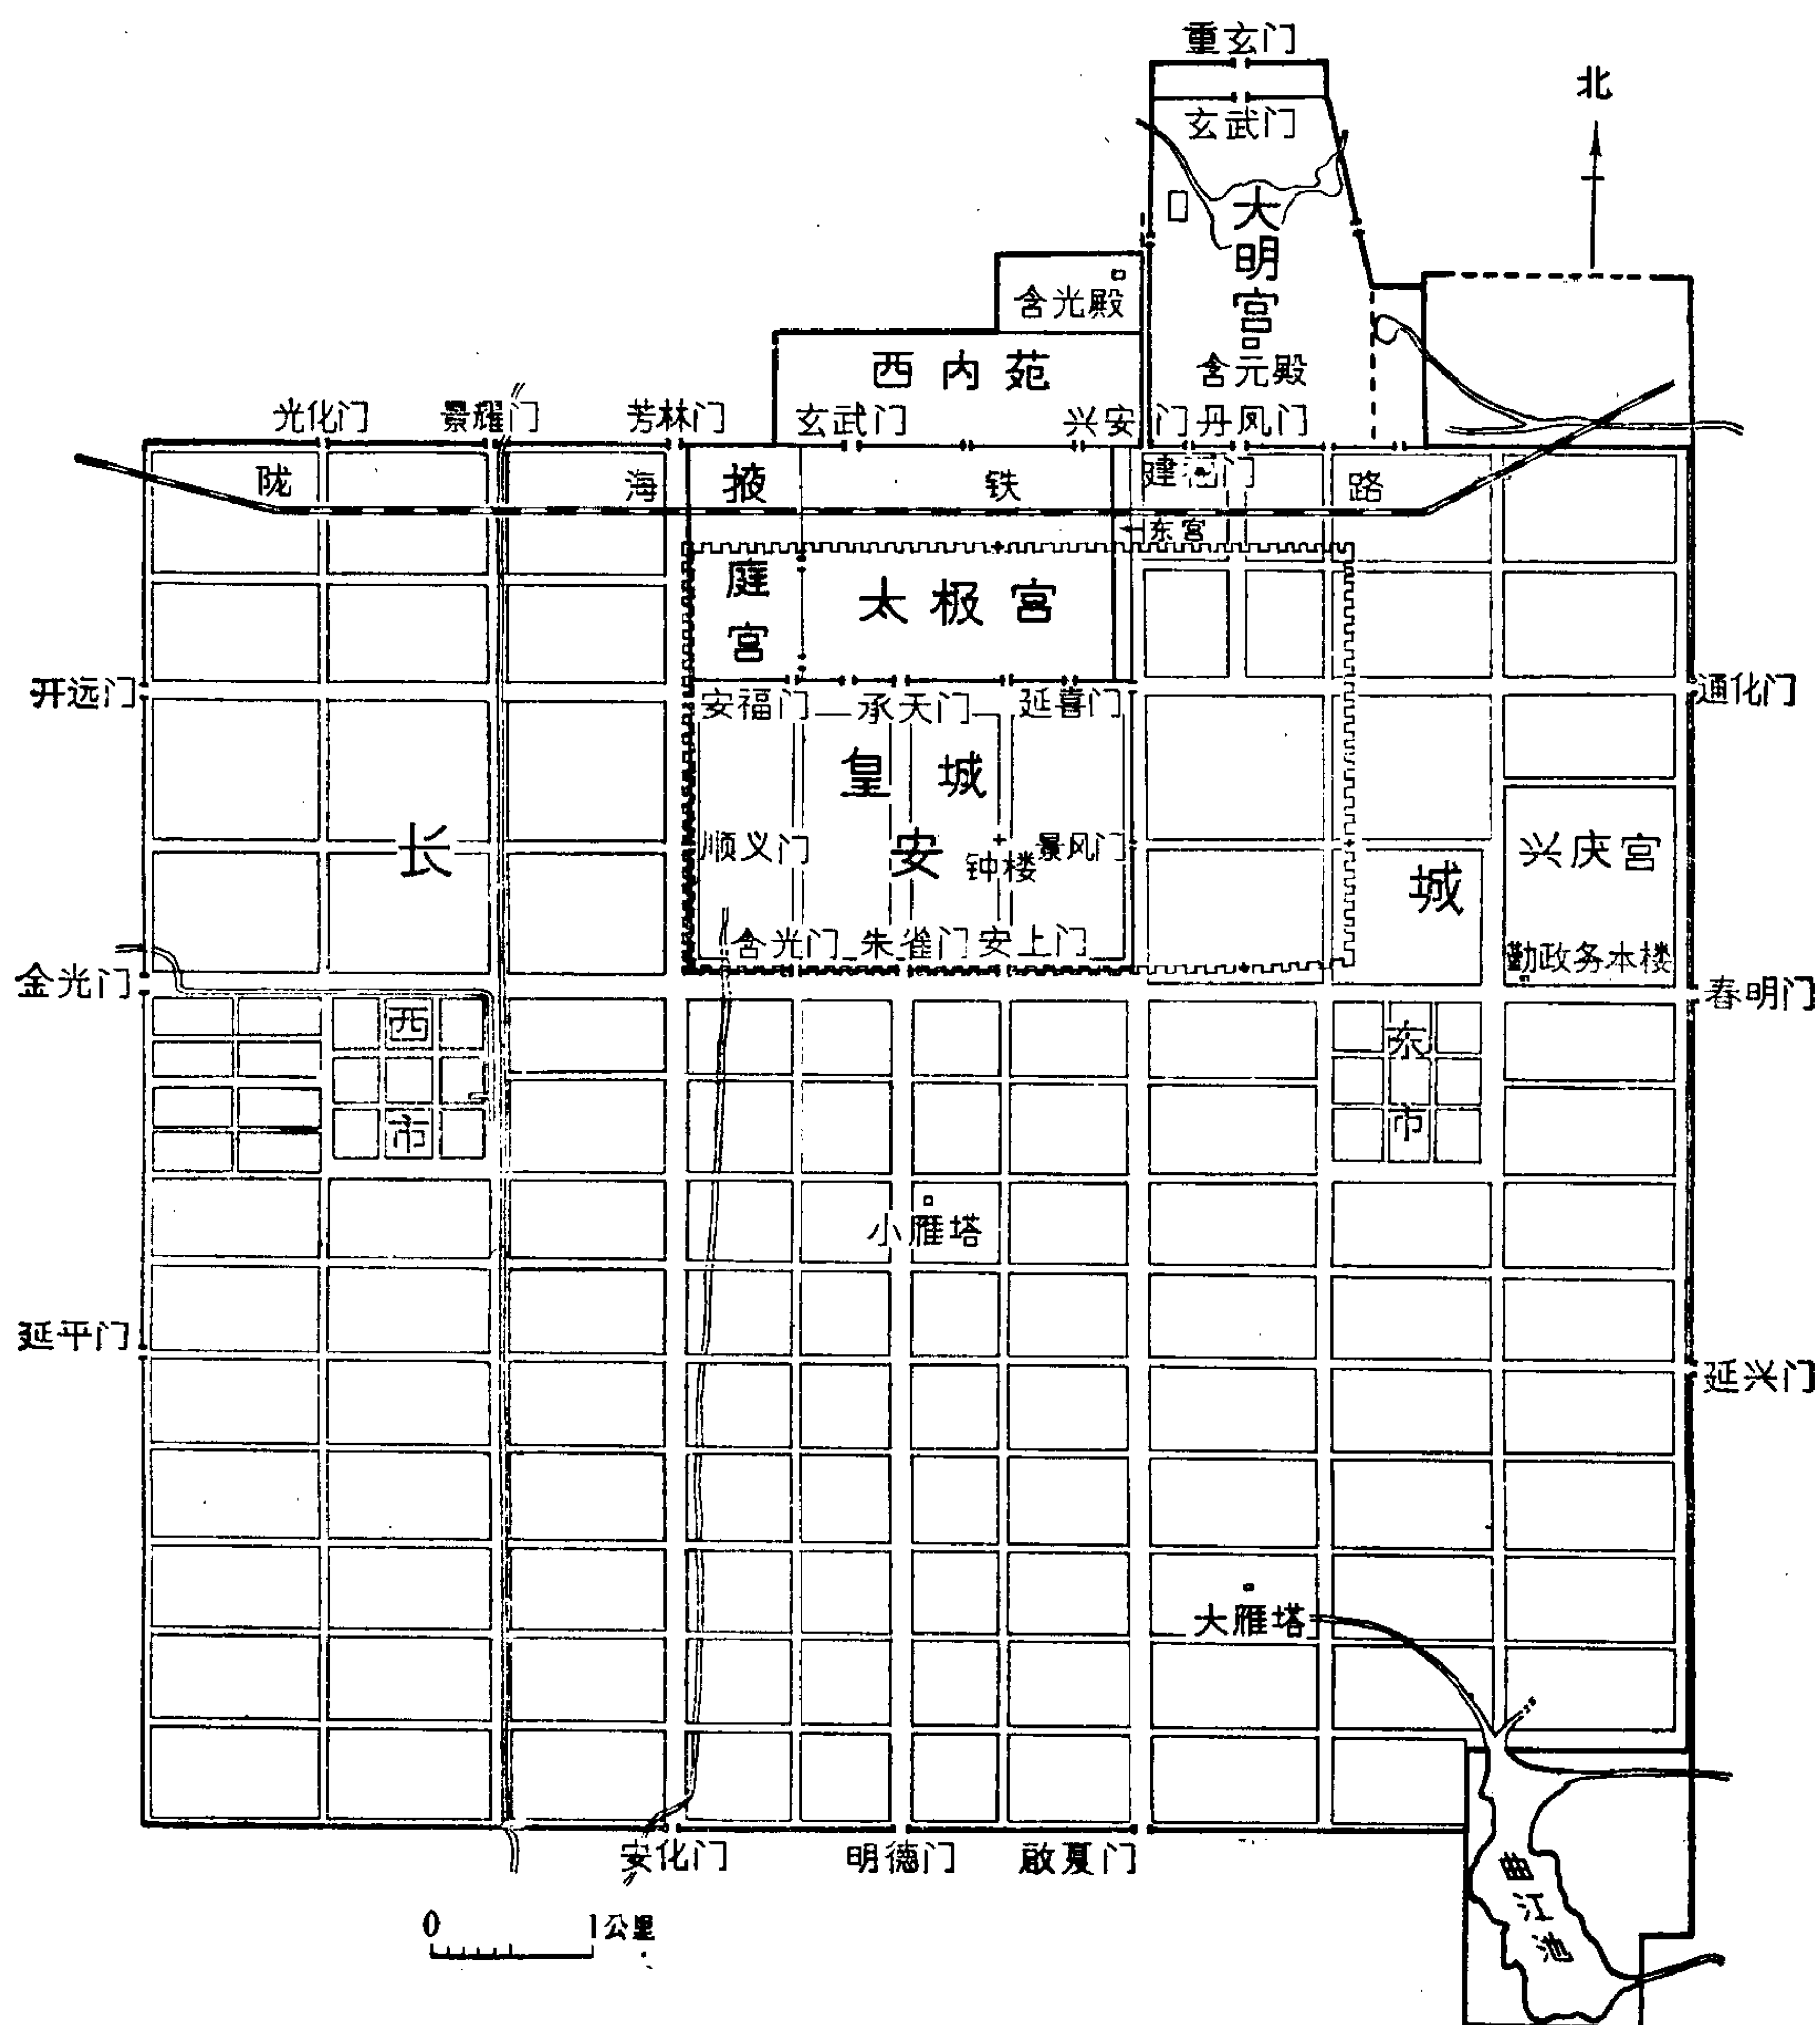 重玄门
北
玄武门
大明宫
含光殿
西内苑
含元殿
光化门
景耀门
芳林门
玄武门
兴安门
丹凤门
建福门
陇海铁路
掖庭宫
东宫
太极宫
开远门
通化门
安福门
承天门
延喜门
皇城
长安城
顺义门
钟楼
景风门
兴庆宫
含光门
朱雀门
安上门
勤政务本楼
金光门
春明门
西市
东市
小雁塔
延平门
延兴门
大雁塔
安化门
明德门
启夏门
曲江池
0
1公里